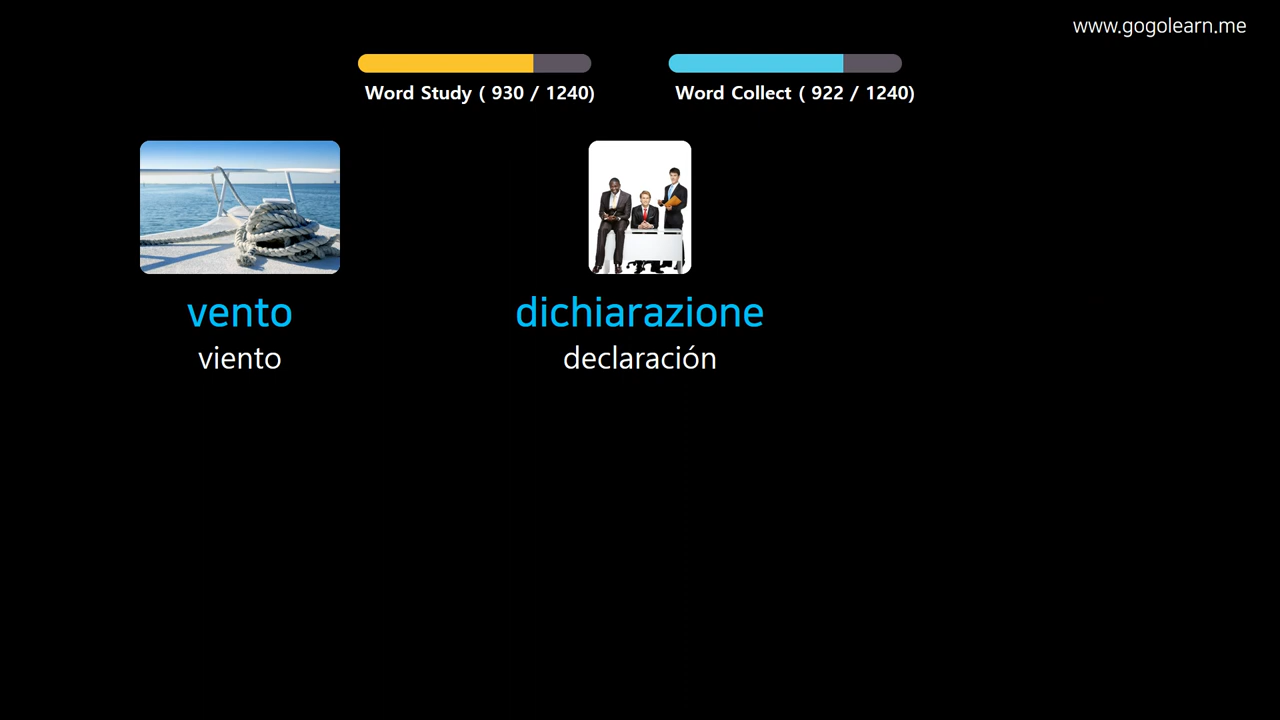 www.gogolearn.me
Word Study ( 930 / 1240)
Word Collect ( 922 / 1240)
vento
viento
dichiarazione
declaración